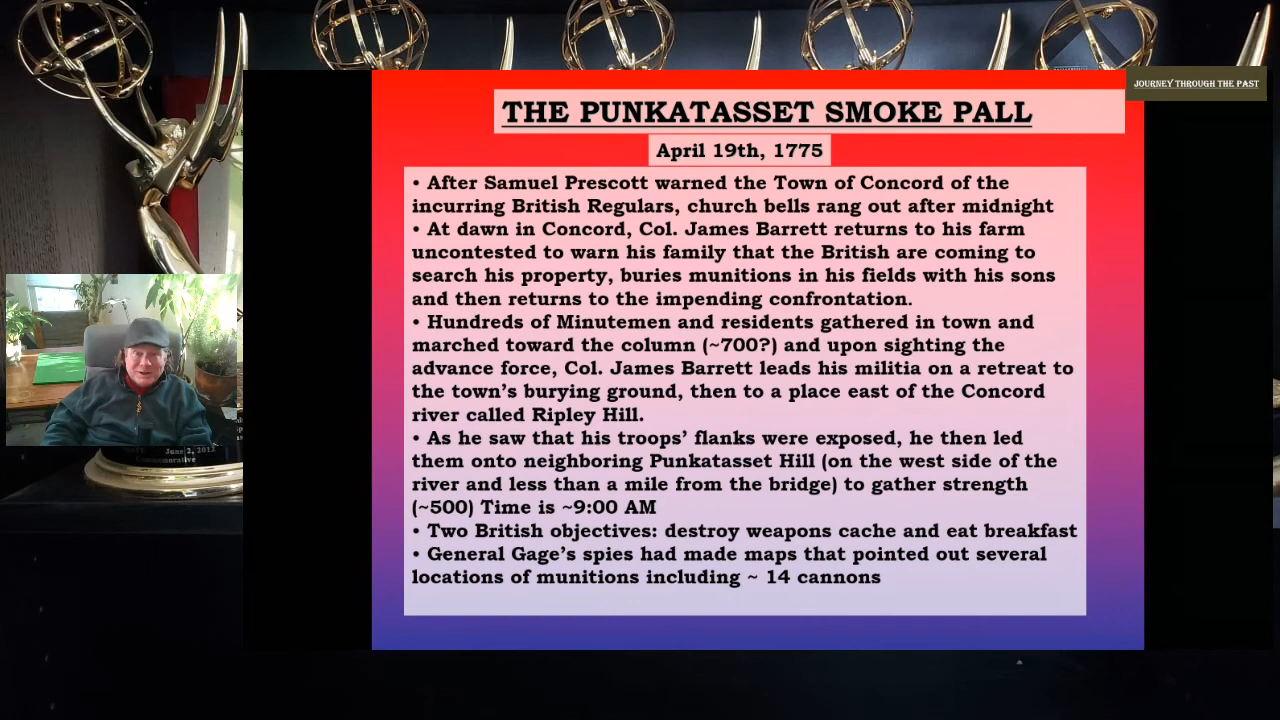 JOURNEY THROUGH THE PAST
THE PUNKATASSET SMOKE PALL
April 19th, 1775
• After Samuel Prescott warned the Town of Concord of the
incurring British Regulars, church bells rang out after midnight
• At dawn in Concord, Col. James Barrett returns to his farm
uncontested to warn his family that the British are coming to
search his property, buries munitions in his fields with his sons
and then returns to the impending confrontation.
• Hundreds of Minutemen and residents gathered in town and
marched toward the column (~700?) and upon sighting the
advance force, Col. James Barrett leads his militia on a retreat to
the town's burying ground, then to a place east of the Concord
river called Ripley Hill.
• As he saw that his troops' flanks were exposed, he then led
them onto neighboring Punkatasset Hill (on the west side of the
river and less than a mile from the bridge) to gather strength
(~500) Time is ~9:00 AM
• Two British objectives: destroy weapons cache and eat breakfast
• General Gage's spies had made maps that pointed out several
locations of munitions including ~ 14 cannons
June 2, 2012
Commemorative